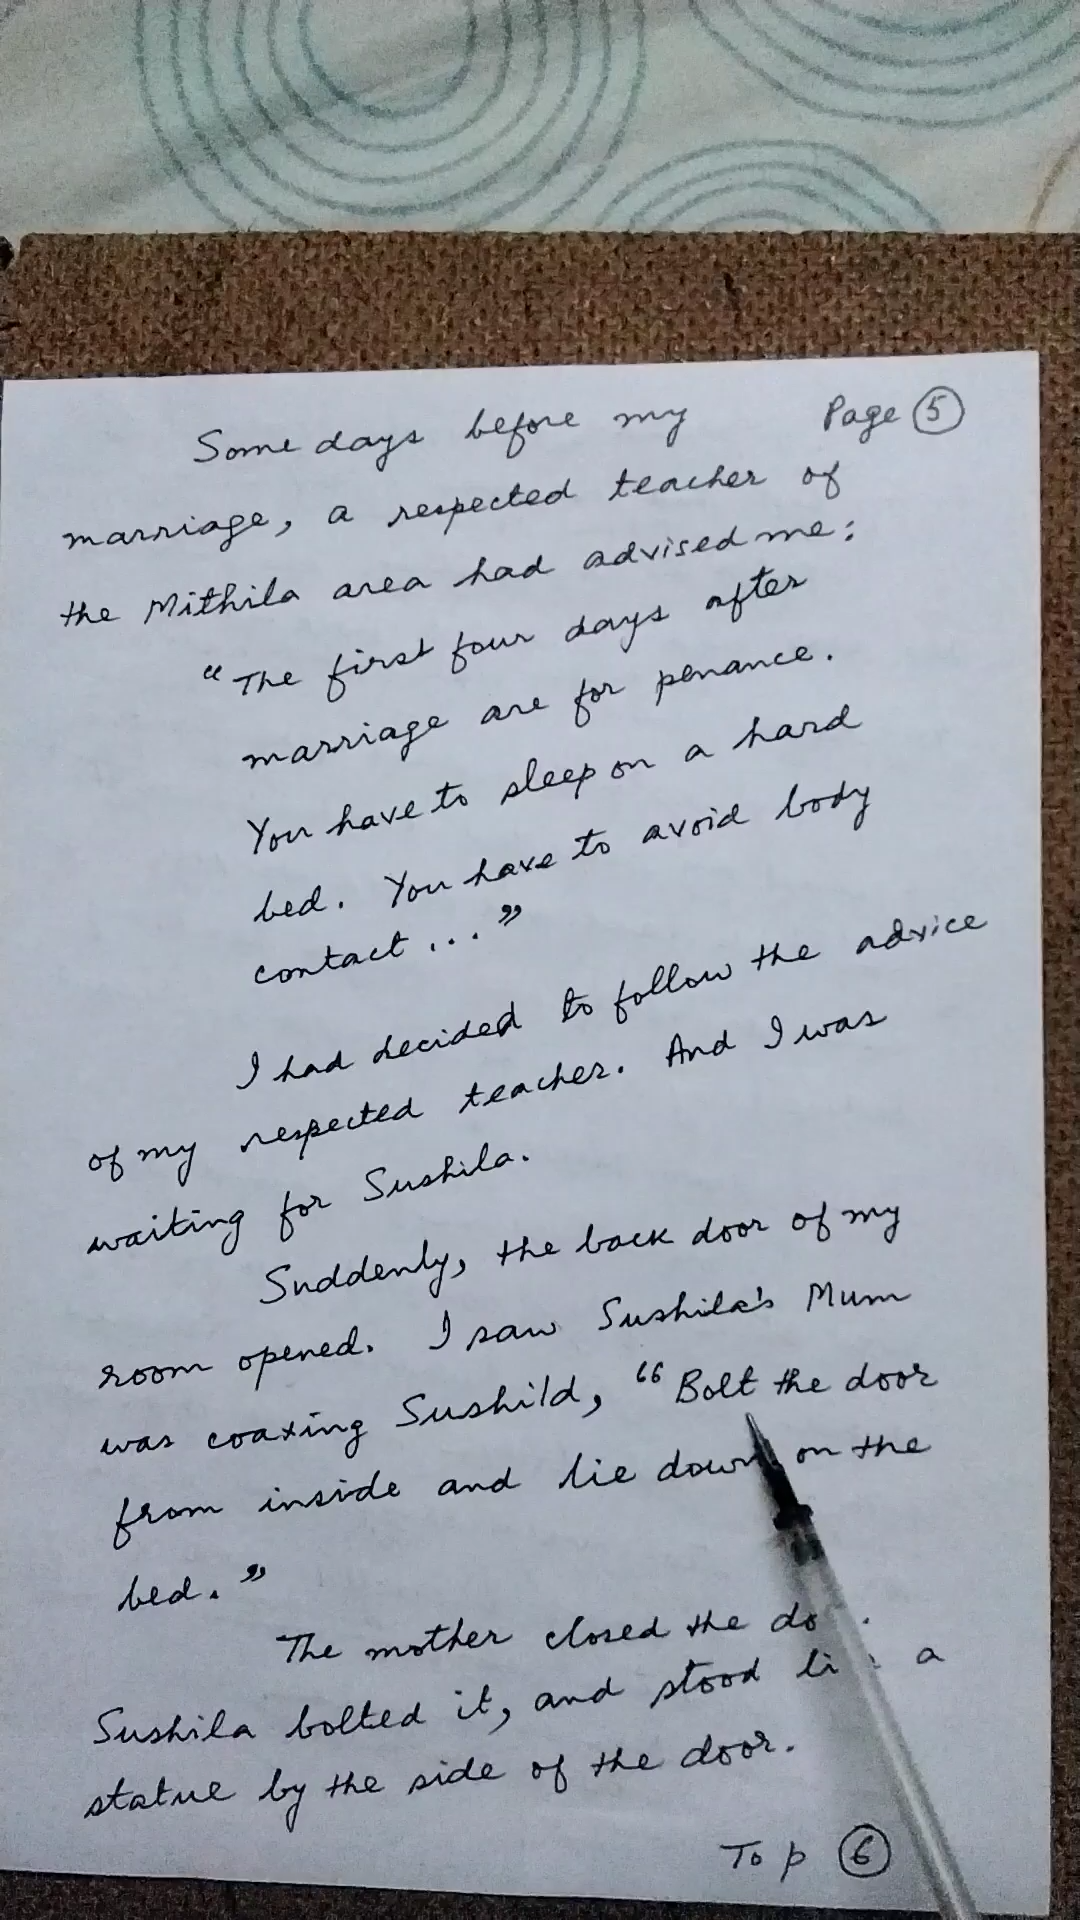 Page 5
Some days before my
marriage, a respected teacher of
the Mithila area had advised me:
"The first four days after
marriage are for penance.
You have to sleep on a hard
bed. You have to avoid body
contact ..."
I had decided to follow the advice
of my respected teacher. And I was
waiting for Sushila.
Suddenly, the back door of my
room opened. I saw Sushila's Mum
was coaxing Sushild, "Bolt the door
from inside and lie down on the
bed."
The mother closed the
Sushila bolted it, and stood a
statue by the side of the door.
To p 6